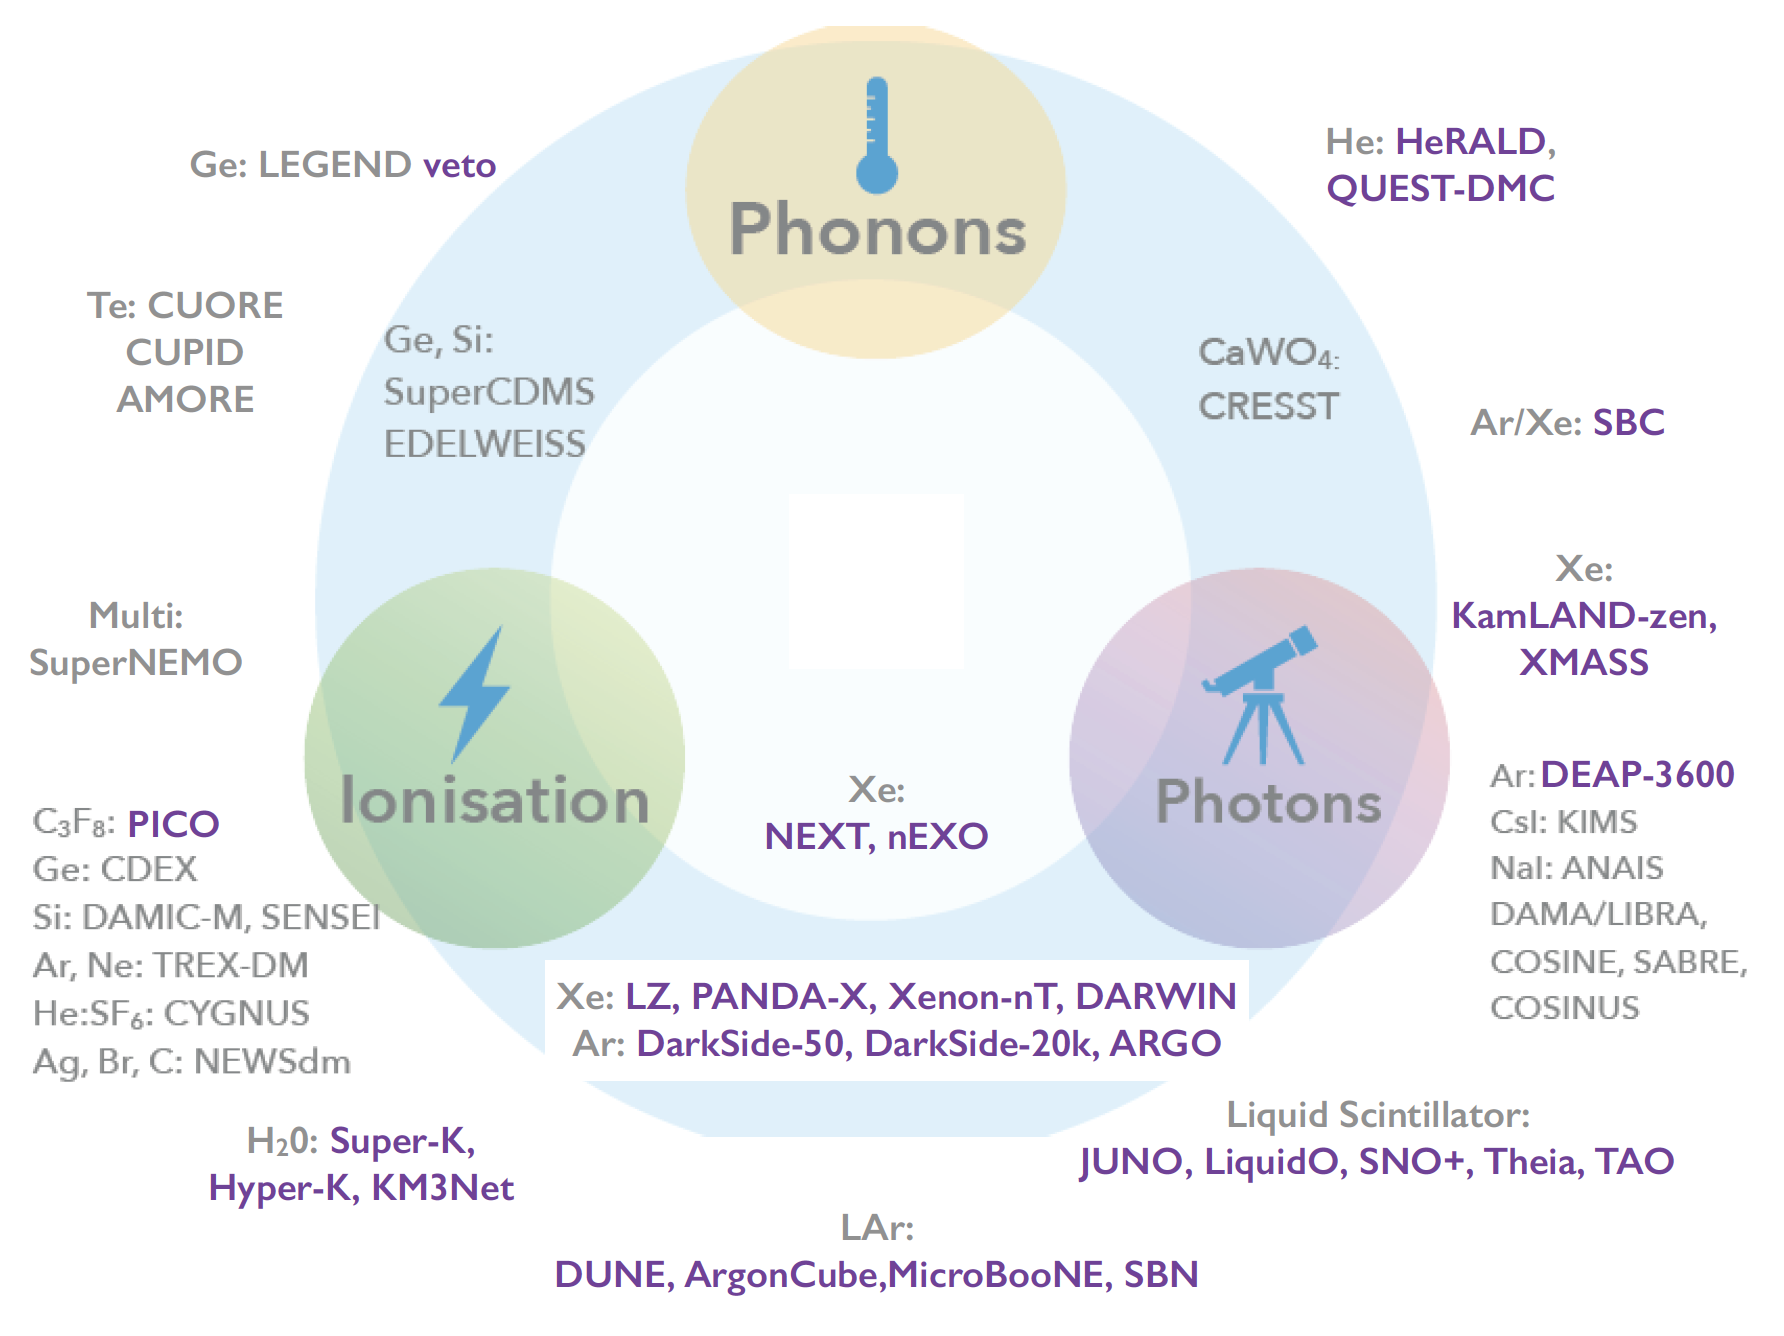 Phonons
Ge: LEGEND veto
He: HeRALD,
QUEST-DMC
Te: CUORE
CUPID
AMORE
Ge, Si:
SuperCDMS
EDELWEISS
CaWO₄:
CRESST
Ar/Xe: SBC
Multi:
SuperNEMO
Xe:
KamLAND-zen,
XMASS
Ionisation
Photons
Xe:
NEXT, nEXO
C₃F₈: PICO
Ge: CDEX
Si: DAMIC-M, SENSEI
Ar, Ne: TREX-DM
He:SF₆: CYGNUS
Ag, Br, C: NEWSdm
Ar: DEAP-3600
CsI: KIMS
NaI: ANAIS
DAMA/LIBRA,
COSINE, SABRE,
COSINUS
Xe: LZ, PANDA-X, Xenon-nT, DARWIN
Ar: DarkSide-50, DarkSide-20k, ARGO
H₂0: Super-K,
Hyper-K, KM3Net
Liquid Scintillator:
JUNO, LiquidO, SNO+, Theia, TAO
LAr:
DUNE, ArgonCube,MicroBooNE, SBN